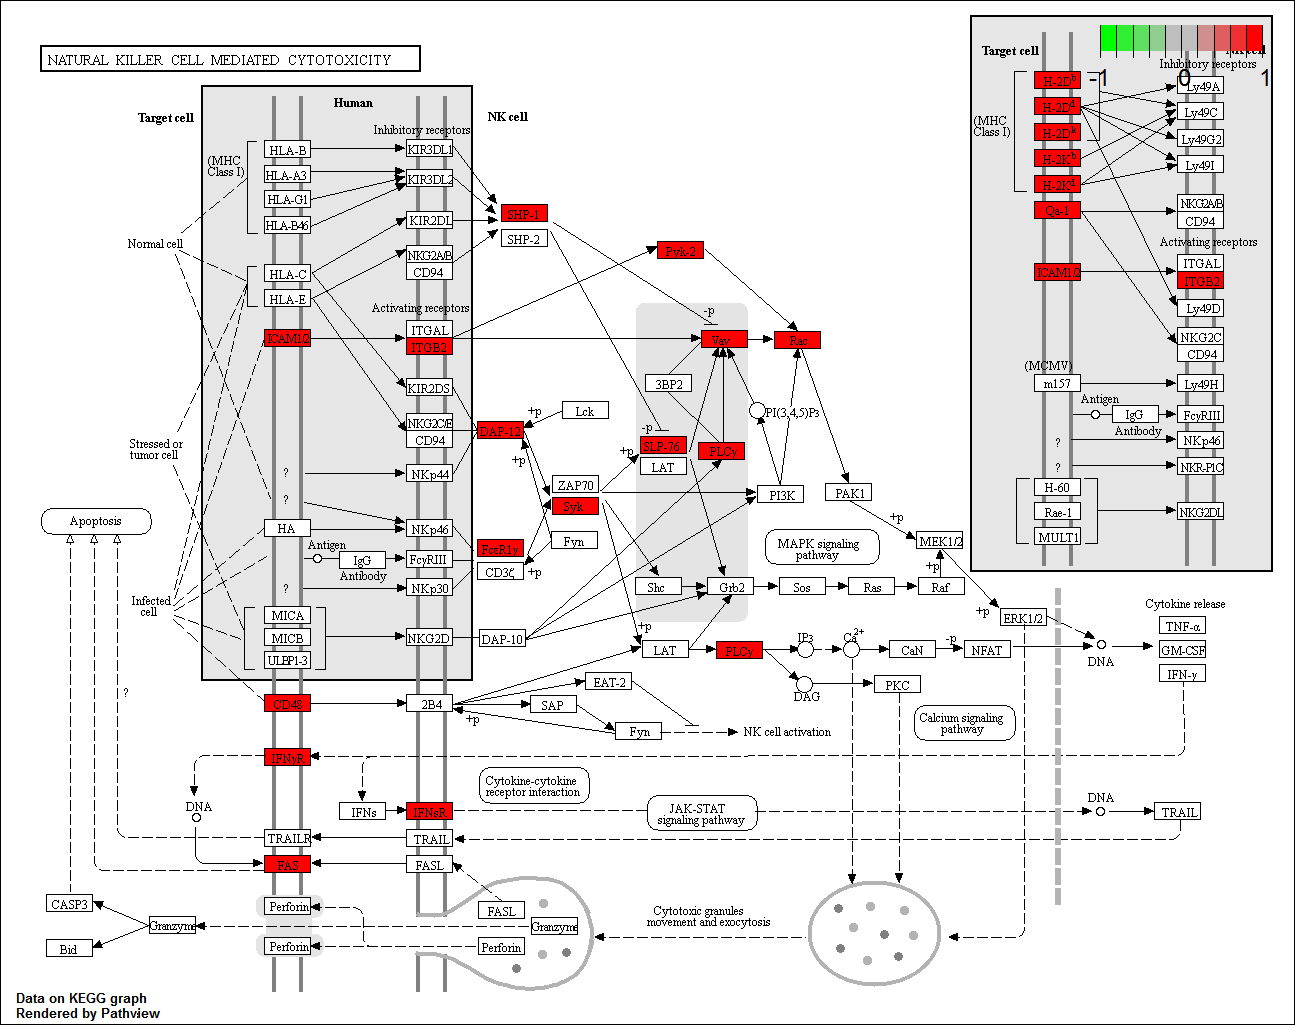 NATURAL KILLER CELL MEDIATED CYTOTOXICITY
Target cell
Human
NK cell
Inhibitory receptors
(MHC
Class I)
HLA-B
HLA-A3
HLA-G1
HLA-B46
HLA-C
HLA-E
ICAM1/2
KIR3DL1
KIR3DL2
KIR2DL
NKG2A/B
CD94
Activating receptors
ITGAL
ITGB2
KIR2DS
NKG2C/E
CD94
NKp44
NKp46
FcγRIII
NKp30
NKG2D
Normal cell
Stressed or
tumor cell
Infected
cell
?
?
HA
Antigen
IgG
Antibody
?
MICA
MICB
ULBP1-3
SHP-1
SHP-2
Pyk-2
-p
Vav
Rac
3BP2
PI(3,4,5)P3
Lck
+p
DAP-12
+p
-p
SLP-76
+p
LAT
PLCγ
ZAP70
Syk
PI3K
PAK1
Fyn
FcεR1γ
CD3ζ
+p
DAP-10
+p
MEK1/2
+p
MAPK signaling
pathway
Shc
Grb2
Sos
Ras
Raf
+p
ERK1/2
+p
LAT
PLCγ
IP3
Ca2+
CaN
-p
NFAT
DNA
DAG
PKC
Cytokine release
TNF-α
GM-CSF
IFN-γ
CD48
2B4
+p
EAT-2
SAP
Fyn
NK cell activation
Calcium signaling
pathway
Apoptosis
?
IFNγR
DNA
IFNs
IFNsR
Cytokine-cytokine
receptor interaction
JAK-STAT
signaling pathway
DNA
TRAIL
TRAILR
TRAIL
FAS
FASL
CASP3
Bid
Granzyme
Perforin
Perforin
FASL
Granzyme
Perforin
Cytotoxic granules
movement and exocytosis
Target cell
cell
-1
0
1
Inhibitory receptors
(MHC
Class I)
H-2Db
H-2Dd
H-2Dk
H-2Kb
H-2Kd
Qa-1
ICAM1/2
Ly49A
Ly49C
Ly49G2
Ly49I
NKG2A/B
CD94
Activating receptors
ITGAL
ITGB2
Ly49D
NKG2C
CD94
(MCMV)
m157
Ly49H
Antigen
IgG
Antibody
FcγRIII
?
NKp46
?
NKR-P1C
H-60
Rae-1
MULT1
NKG2DL
Data on KEGG graph
Rendered by Pathview